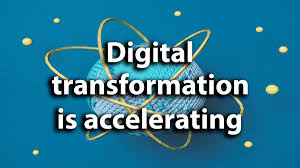 Digital
transformation
is accelerating